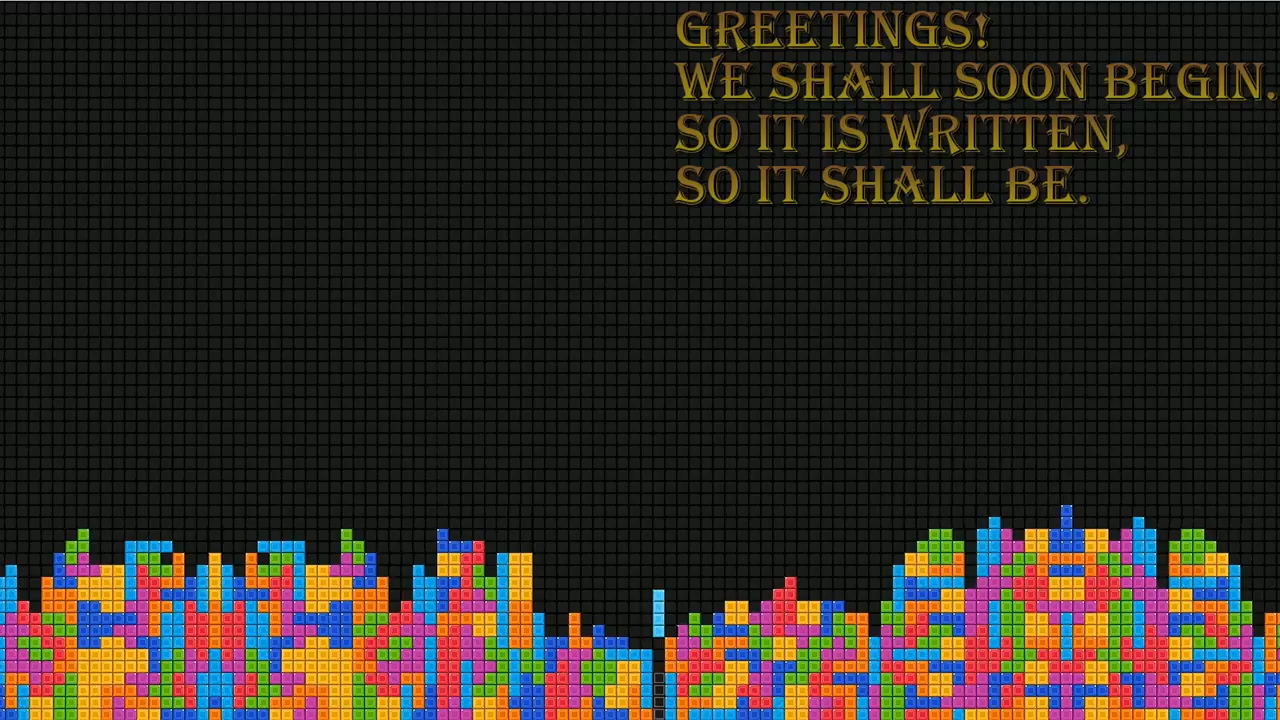 GREETINGS!
WE SHALL SOON BEGIN.
SO IT IS WRITTEN,
SO IT SHALL BE.